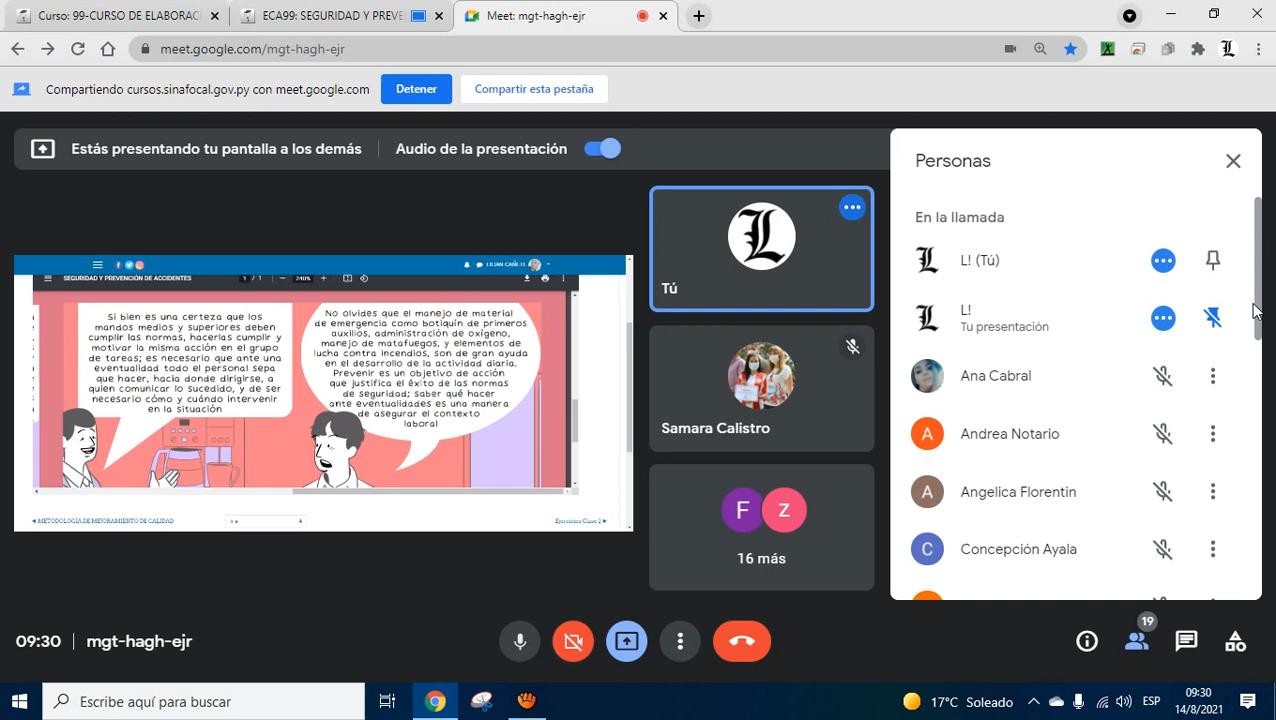 Curso: 99-CURSO DE ELABORAC
ECA99: SEGURIDAD Y PREVE
Meet: mgt-hagh-ejr
meet.google.com/mgt-hagh-ejr
Compartiendo cursos.sinafocal.gov.py con meet.google.com
Detener
Compartir esta pestaña
Estás presentando tu pantalla a los demás
Audio de la presentación
SEGURIDAD Y PREVENCIÓN DE ACCIDENTES
1 / 1
240%
Si bien es una certeza que los
mandos medios y superiores deben
cumplir las normas, hacerlas cumplir y
motivar la misma acción en el grupo
de tareas; es necesario que ante una
eventualidad todo el personal sepa
que hacer, hacia donde dirigirse, a
quien comunicar lo sucedido, y de ser
necesario cómo y cuándo intervenir
en la situación
No olvides que el manejo de material
de emergencia como botiquín de primeros
auxilios, administración de oxígeno,
manejo de matafuegos, y elementos de
lucha contra incendios, son de gran ayuda
en el desarrollo de la actividad diaria.
Prevenir es un objetivo de acción
que justifica el éxito de las normas
de seguridad; saber qué hacer
ante eventualidades es una manera
de asegurar el contexto
laboral
METODOLOGÍA DE MEJORAMIENTO DE CALIDAD
Ejercicios Clave 2
L
Tú
Samara Calistro
F
z
16 más
Personas
En la llamada
L! (Tú)
L!
Tu presentación
Ana Cabral
A
Andrea Notario
A
Angelica Florentin
C
Concepción Ayala
09:30
mgt-hagh-ejr
19
Escribe aquí para buscar
17°C Soleado
ESP
09:30
14/8/2021